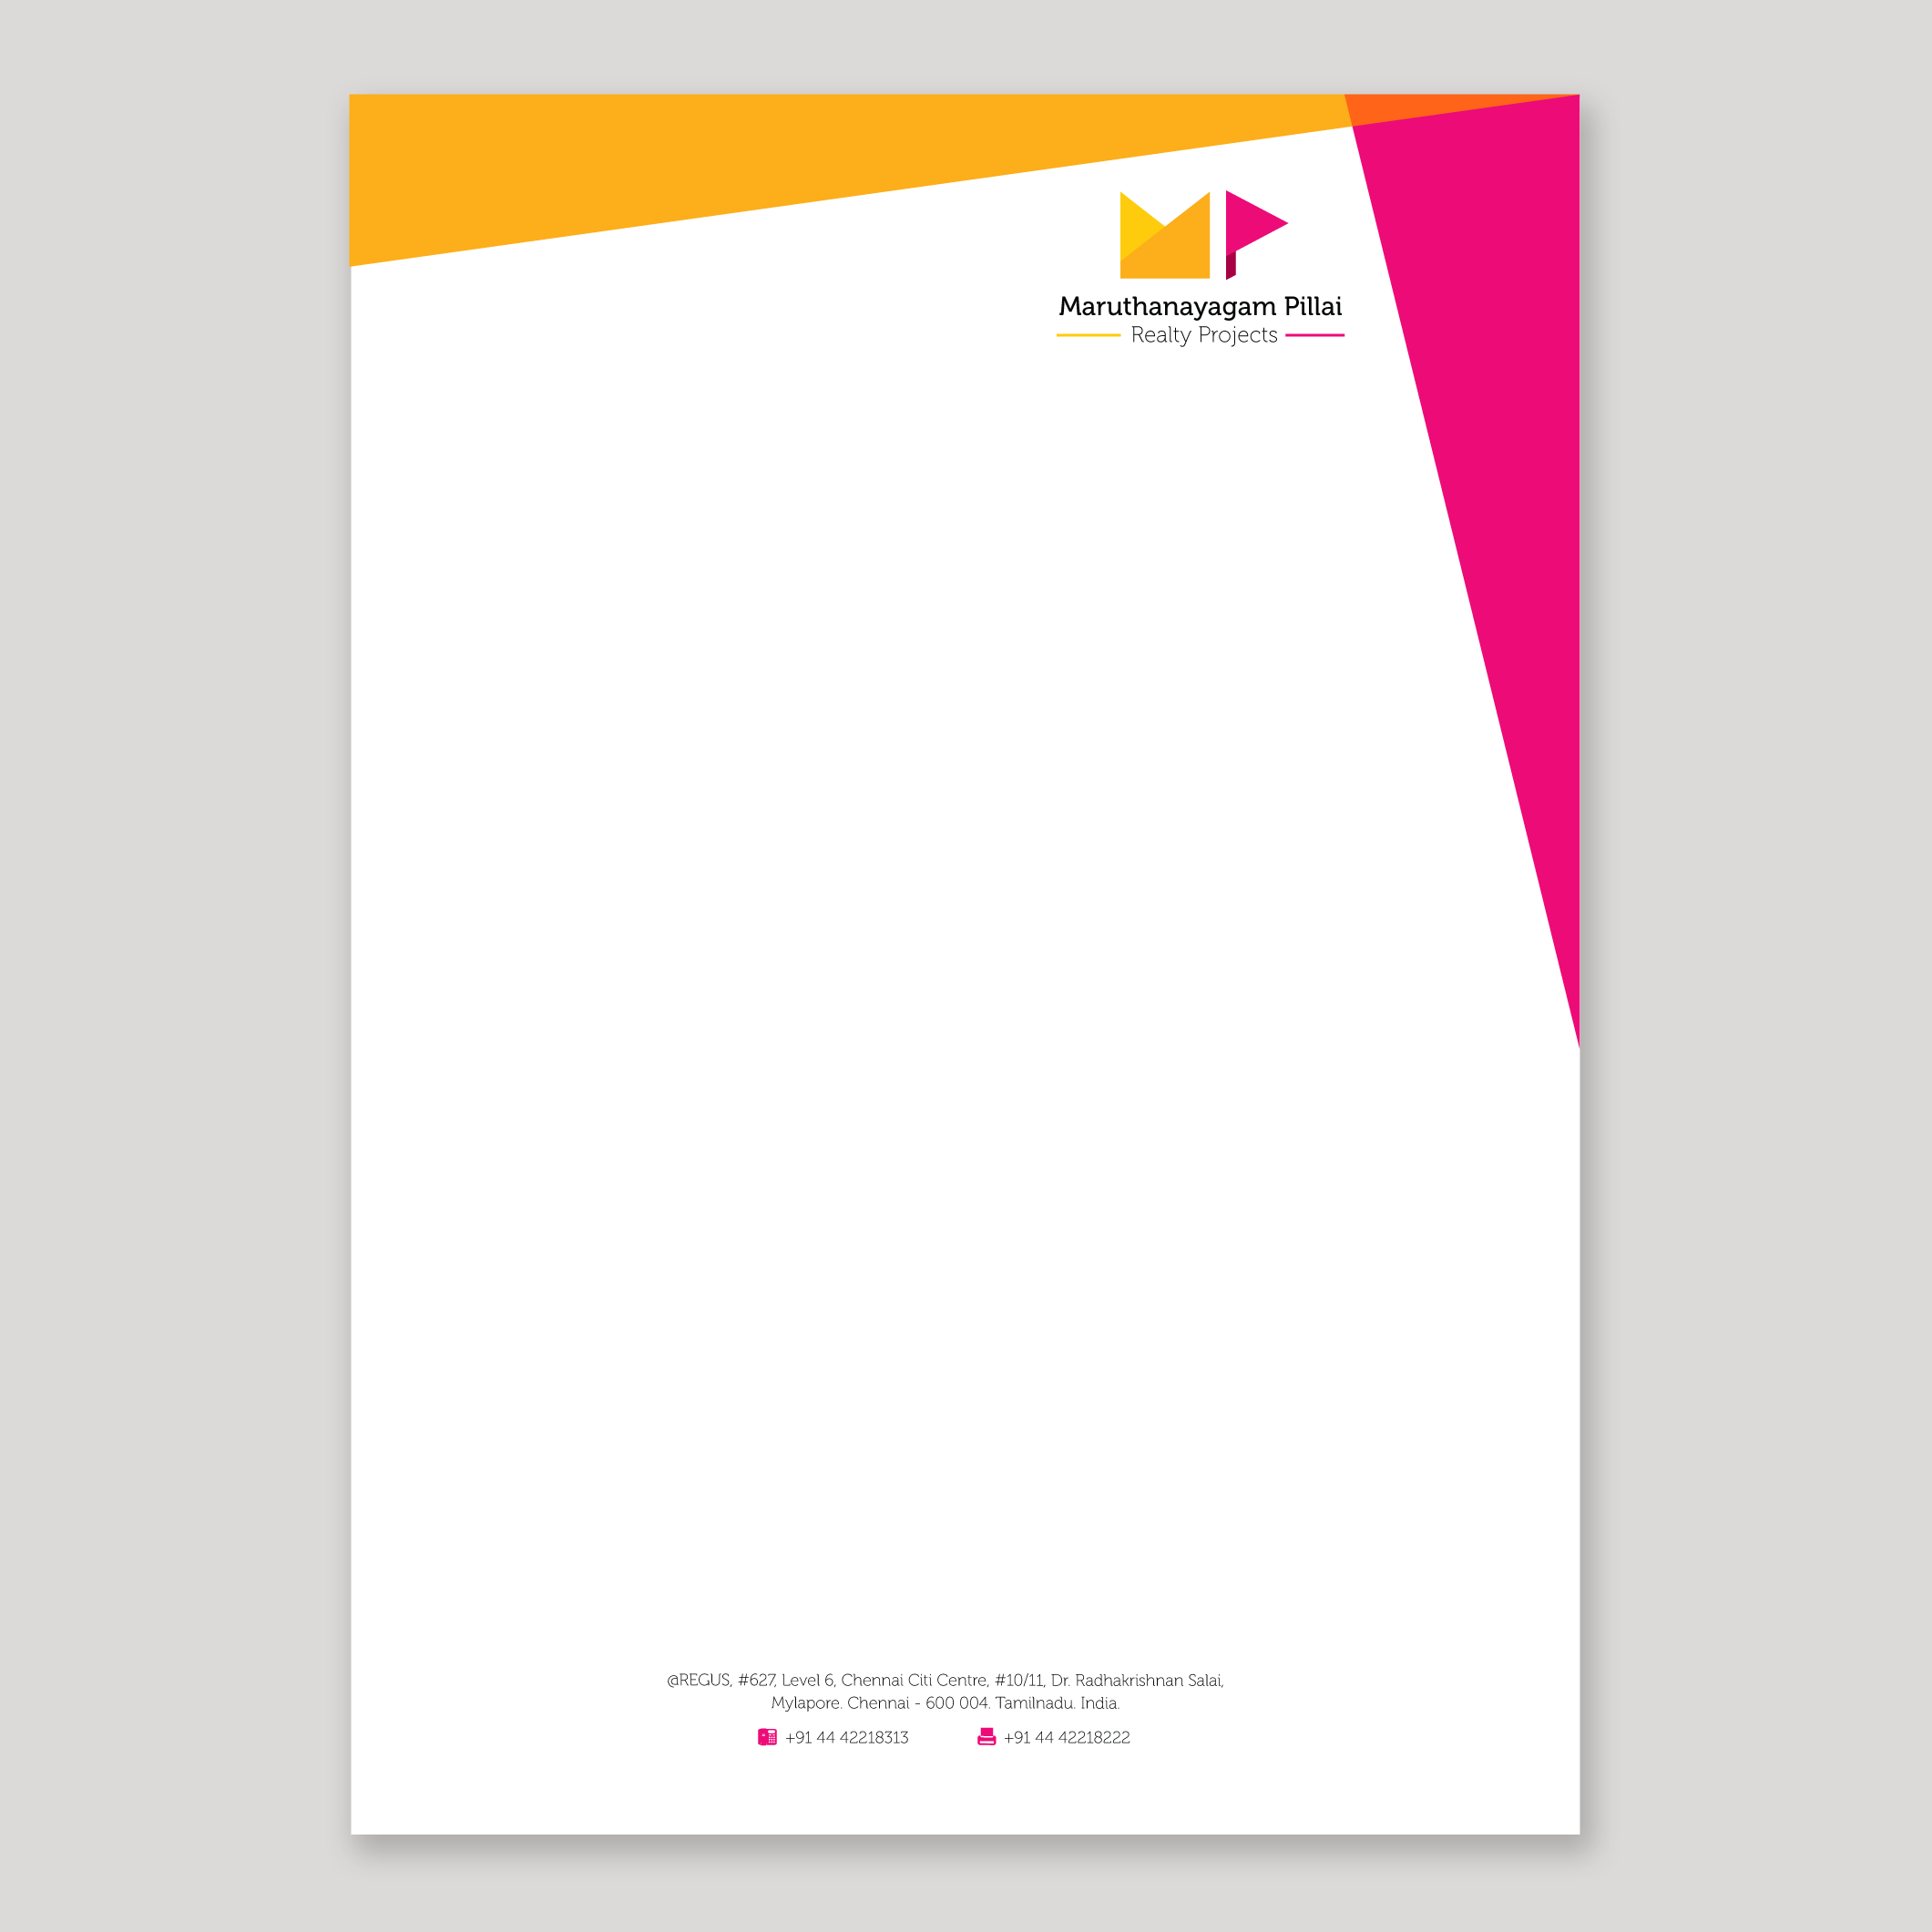 MP
Maruthanayagam Pillai
Realty Projects
@REGUS, #627, Level 6, Chennai Citi Centre, #10/11, Dr. Radhakrishnan Salai,
Mylapore. Chennai - 600 004. Tamilnadu. India.
+91 44 42218313 +91 44 42218222